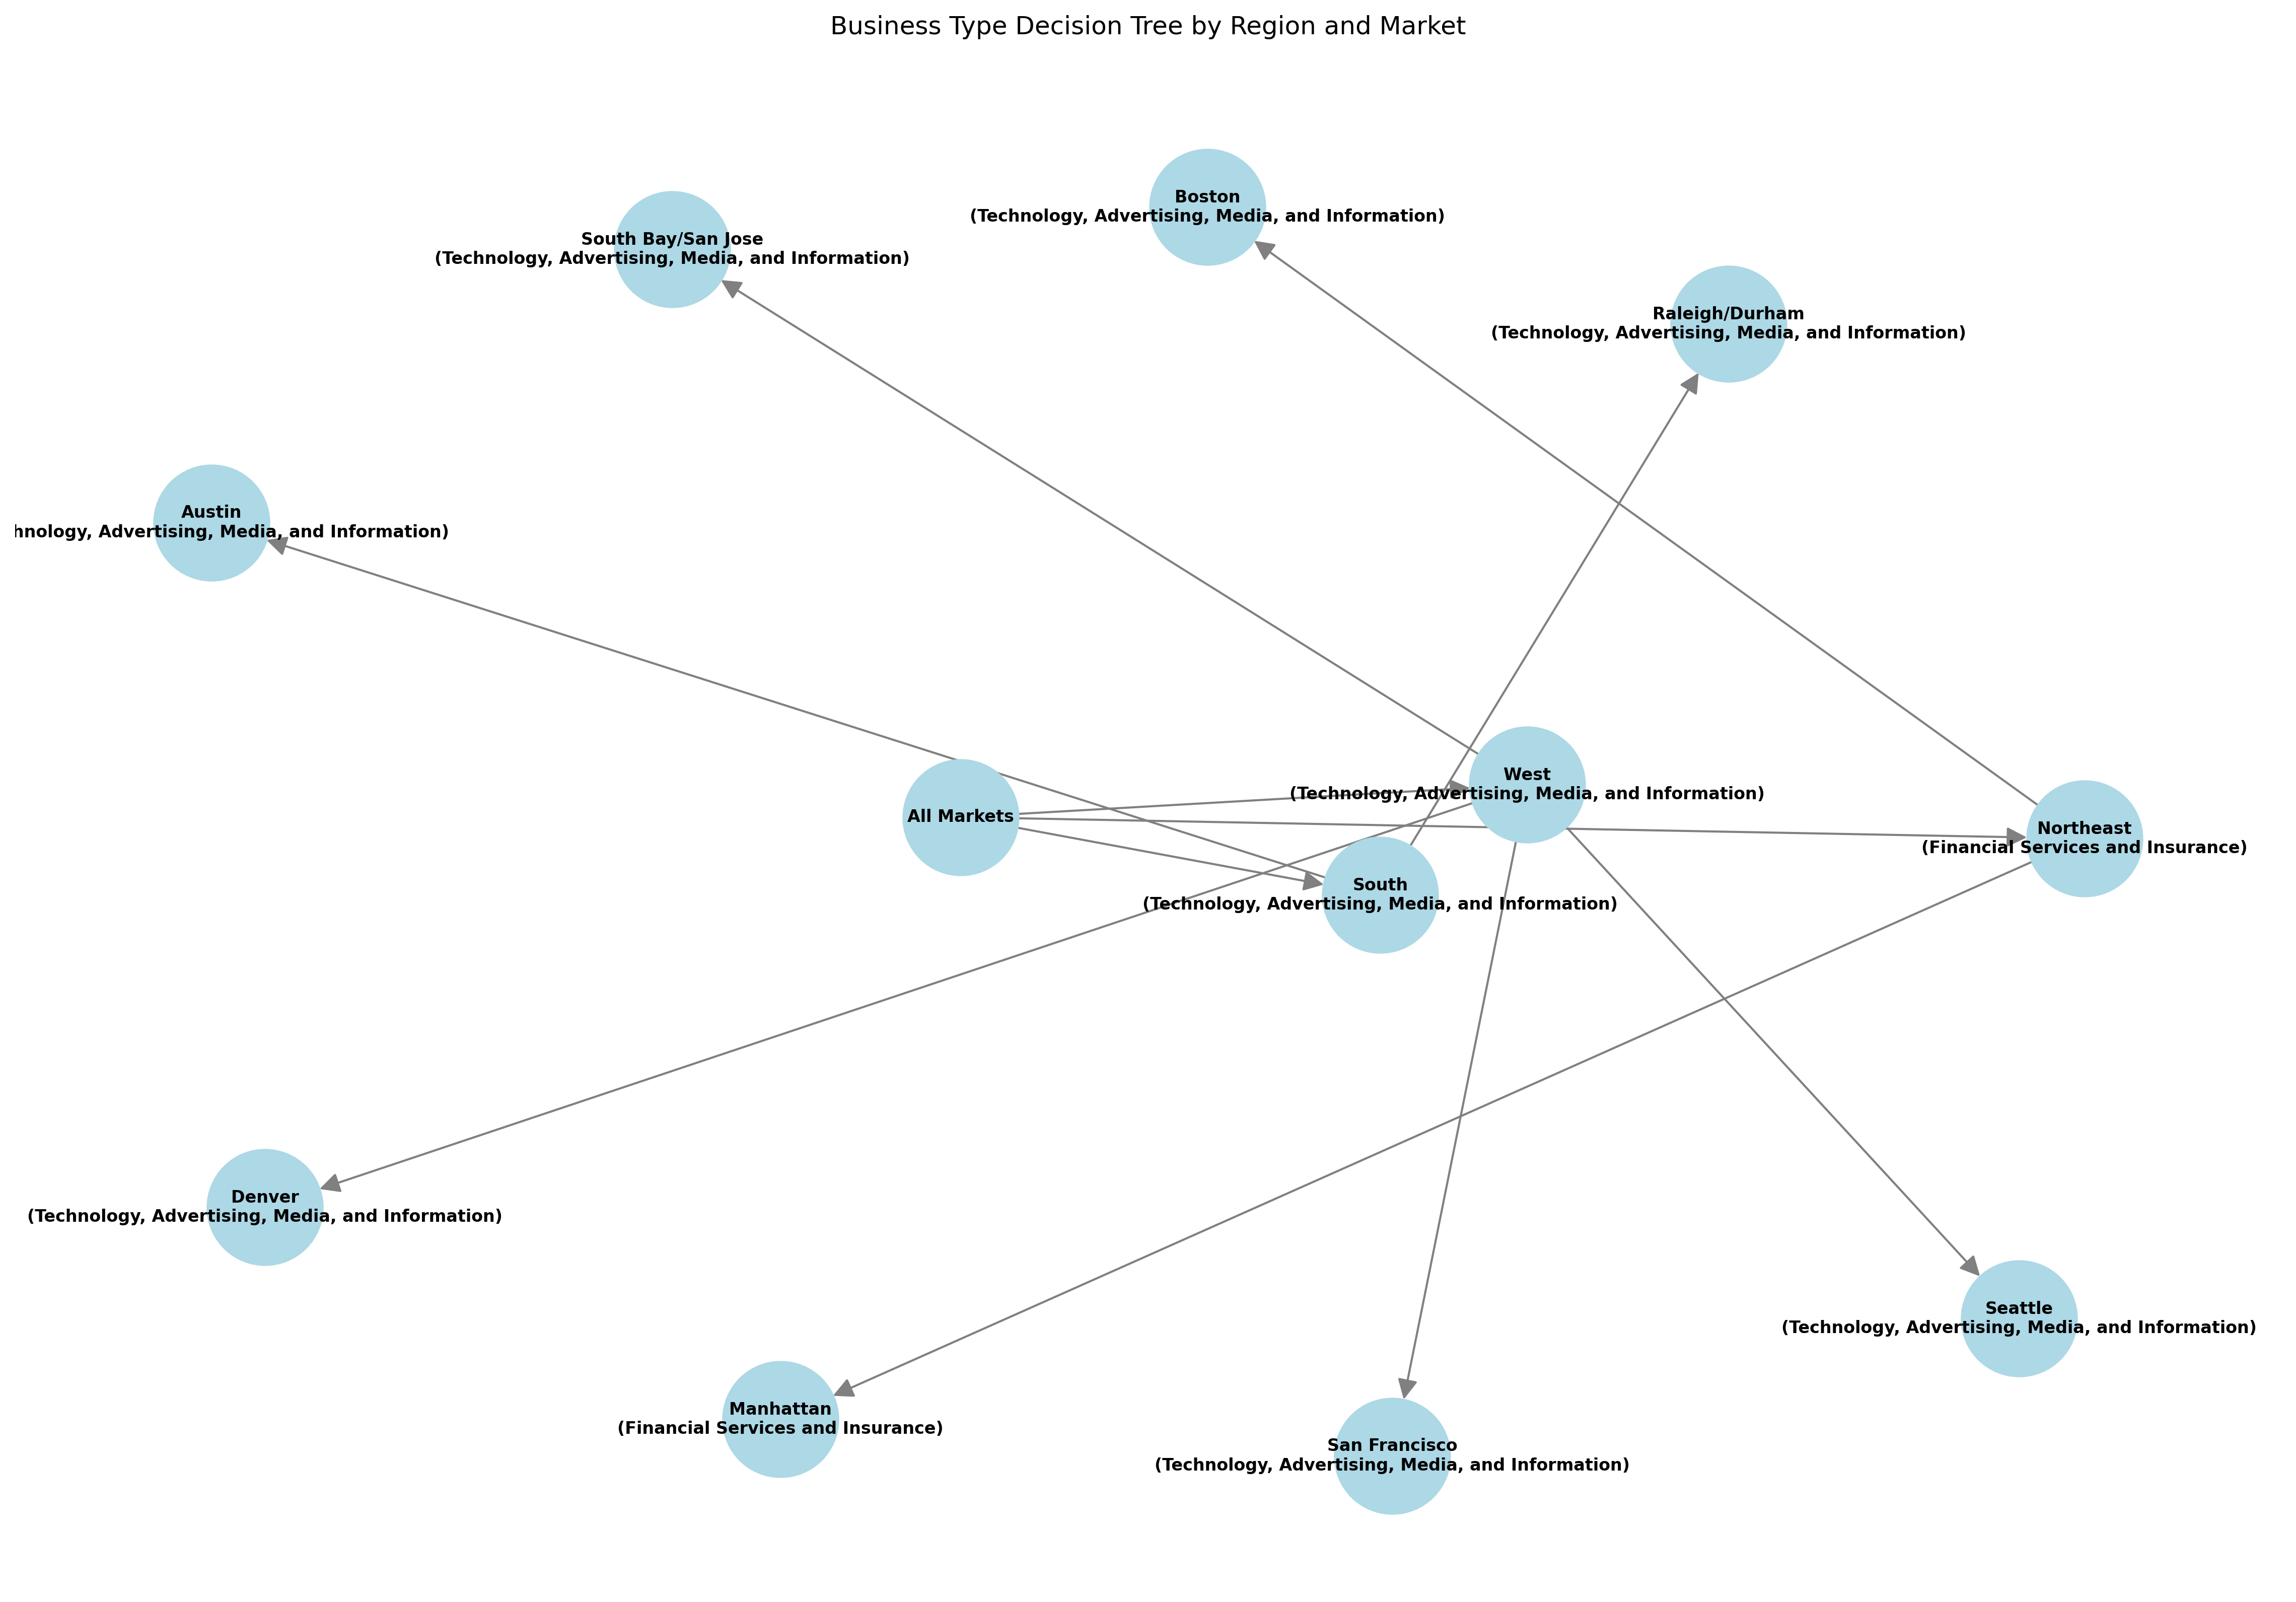 Business Type Decision Tree by Region and Market
Boston
(Technology, Advertising, Media, and Information)
South Bay/San Jose
(Technology, Advertising, Media, and Information)
Raleigh/Durham
(Technology, Advertising, Media, and Information)
Austin
hnology, Advertising, Media, and Information)
West
(Technology, Advertising, Media, and Information)
All Markets
Northeast
(Financial Services and Insurance)
South
(Technology, Advertising, Media, and Information)
Denver
(Technology, Advertising, Media, and Information)
Seattle
(Technology, Advertising, Media, and Information)
Manhattan
(Financial Services and Insurance)
San Francisco
(Technology, Advertising, Media, and Information)